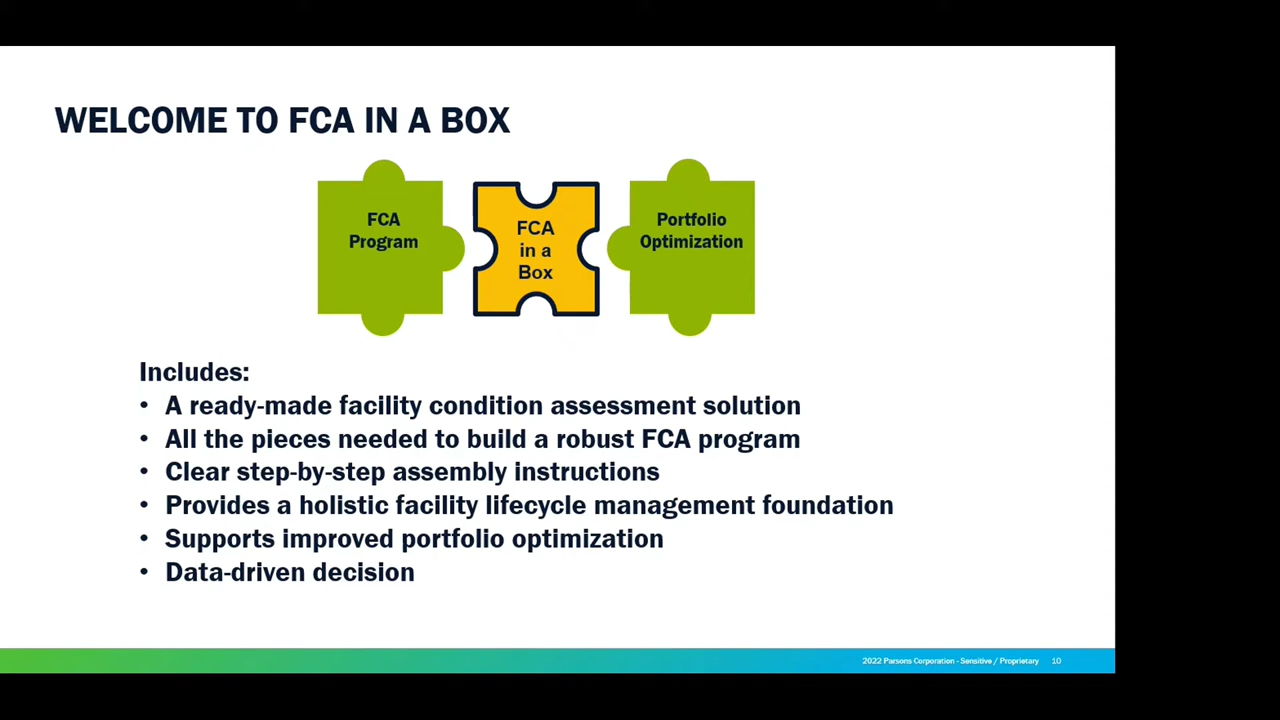 WELCOME TO FCA IN A BOX
FCA
Program
FCA
in a
Box
Portfolio
Optimization
Includes:
• A ready-made facility condition assessment solution
• All the pieces needed to build a robust FCA program
• Clear step-by-step assembly instructions
• Provides a holistic facility lifecycle management foundation
• Supports improved portfolio optimization
• Data-driven decision
2022 Parsons Corporation - Sensitive / Proprietary 10